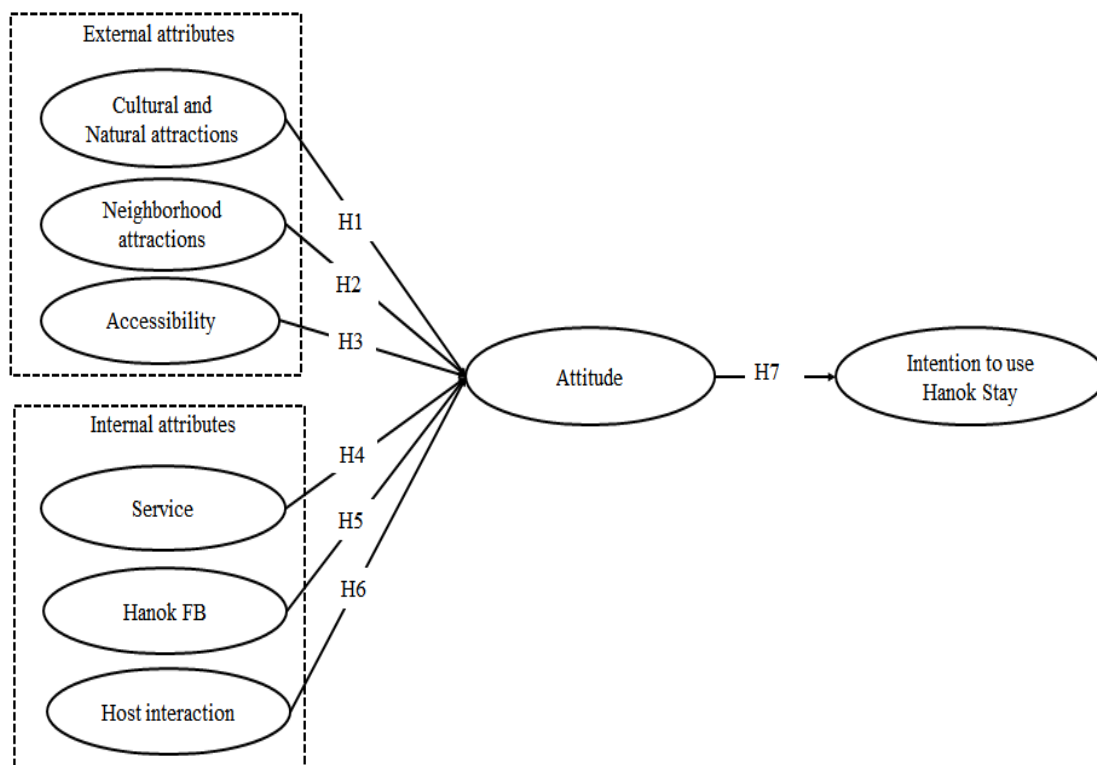 External attributes
Cultural and
Natural attractions
H1
Neighborhood
attractions
H2
Accessibility
H3
Attitude
H7
Intention to use
Hanok Stay
Internal attributes
H4
Service
H5
Hanok FB
H6
Host interaction